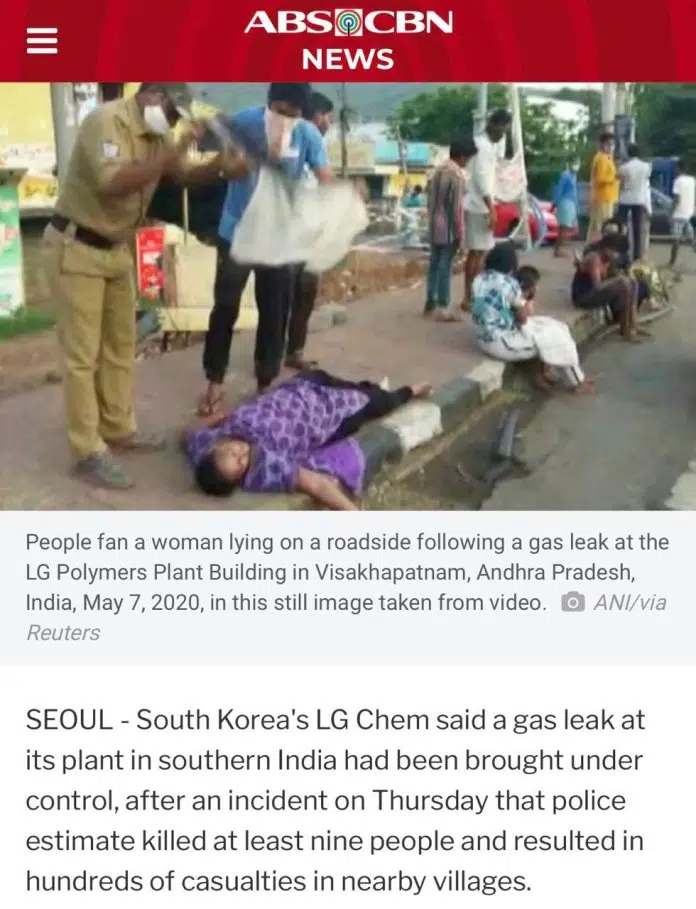 ABS CBN
NEWS
People fan a woman lying on a roadside following a gas leak at the
LG Polymers Plant Building in Visakhapatnam, Andhra Pradesh,
India, May 7, 2020, in this still image taken from video. ANI/via
Reuters
SEOUL - South Korea's LG Chem said a gas leak at
its plant in southern India had been brought under
control, after an incident on Thursday that police
estimate killed at least nine people and resulted in
hundreds of casualties in nearby villages.